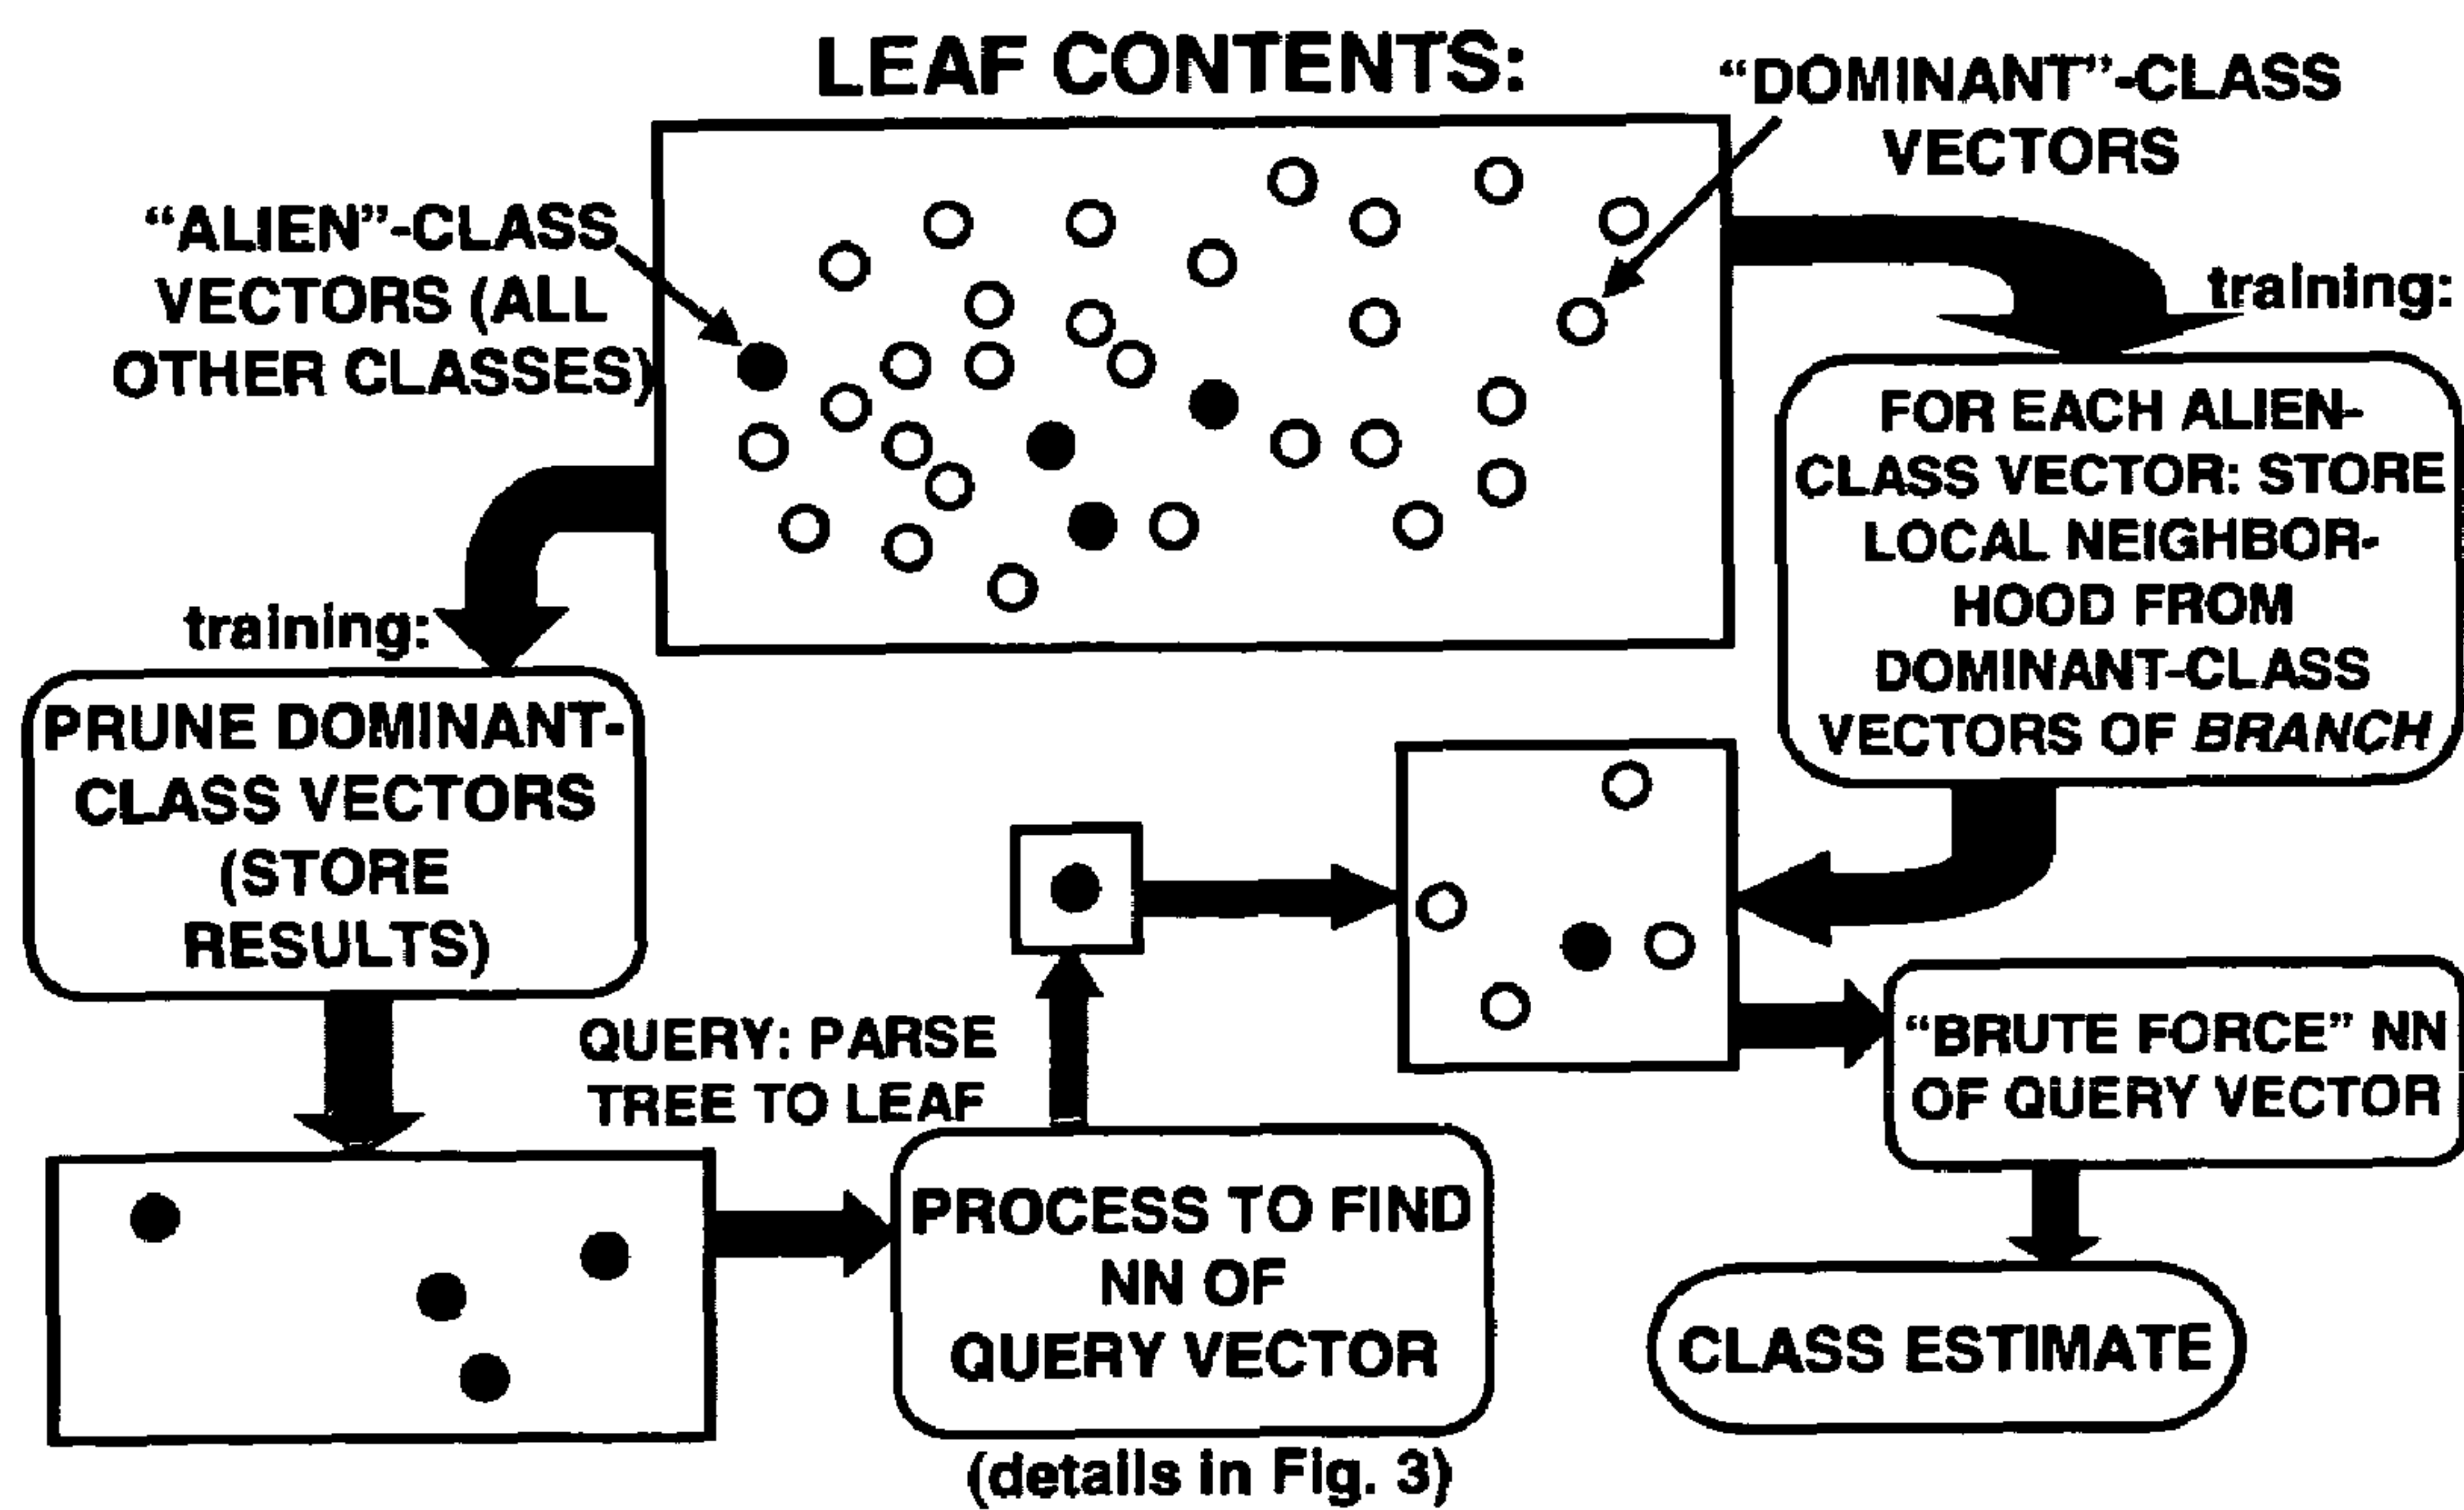 LEAF CONTENTS:
“DOMINANT”-CLASS
VECTORS
“ALIEN”-CLASS
VECTORS (ALL
OTHER CLASSES)
training:
FOR EACH ALIEN-
CLASS VECTOR: STORE
LOCAL NEIGHBOR-
HOOD FROM
DOMINANT-CLASS
VECTORS OF BRANCH
training:
PRUNE DOMINANT-
CLASS VECTORS
(STORE
RESULTS)
QUERY: PARSE
TREE TO LEAF
“BRUTE FORCE” NN
OF QUERY VECTOR
PROCESS TO FIND
NN OF
QUERY VECTOR
CLASS ESTIMATE
(details in Fig. 3)